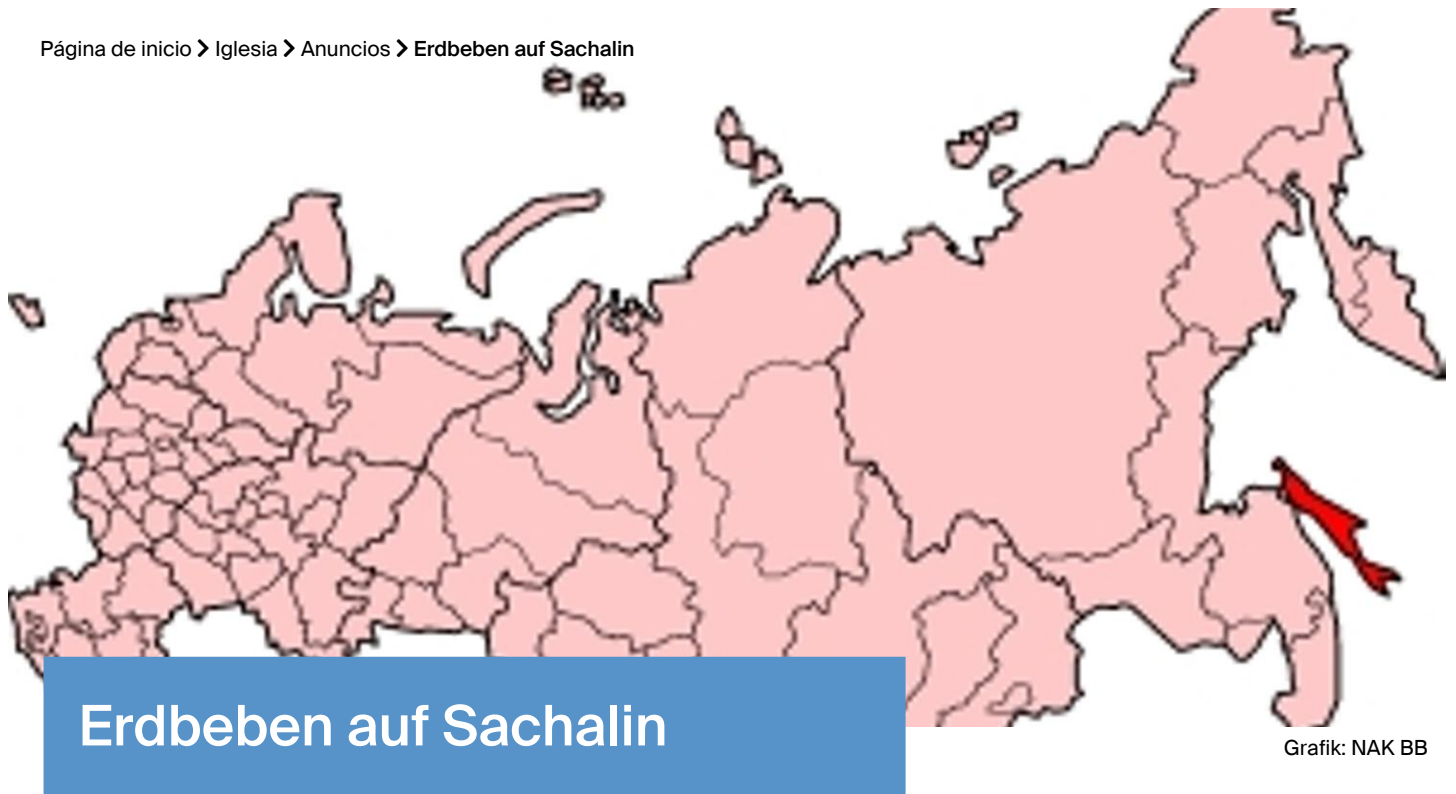 Página de inicio > Iglesia > Anuncios > Erdbeben auf Sachalin
Erdbeben auf Sachalin
Grafik: NAK BB